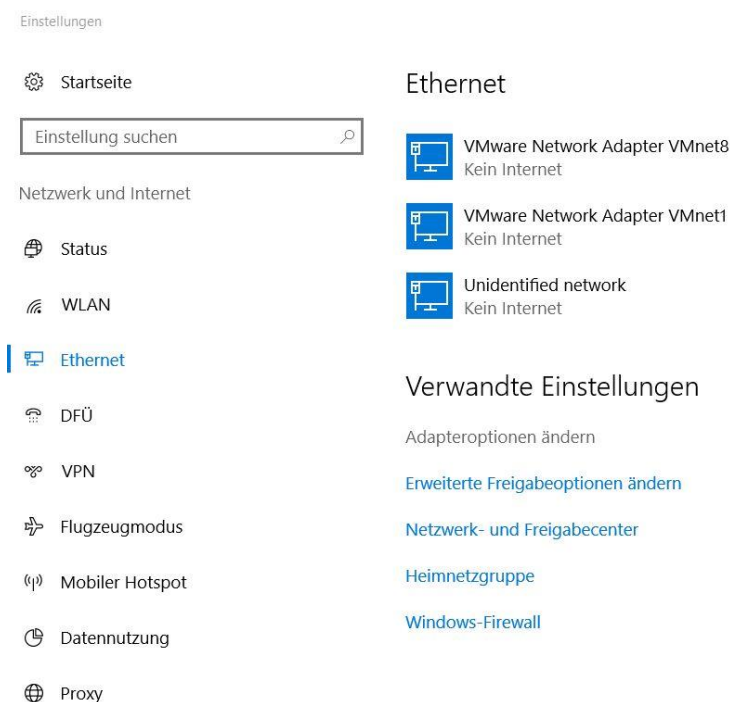 Einstellungen
Startseite
Einstellung suchen
Netzwerk und Internet
Status
WLAN
Ethernet
DFÜ
VPN
Flugzeugmodus
Mobiler Hotspot
Datennutzung
Proxy
Ethernet
VMware Network Adapter VMnet8
Kein Internet
VMware Network Adapter VMnet1
Kein Internet
Unidentified network
Kein Internet
Verwandte Einstellungen
Adapteroptionen ändern
Erweiterte Freigabeoptionen ändern
Netzwerk- und Freigabecenter
Heimnetzgruppe
Windows-Firewall